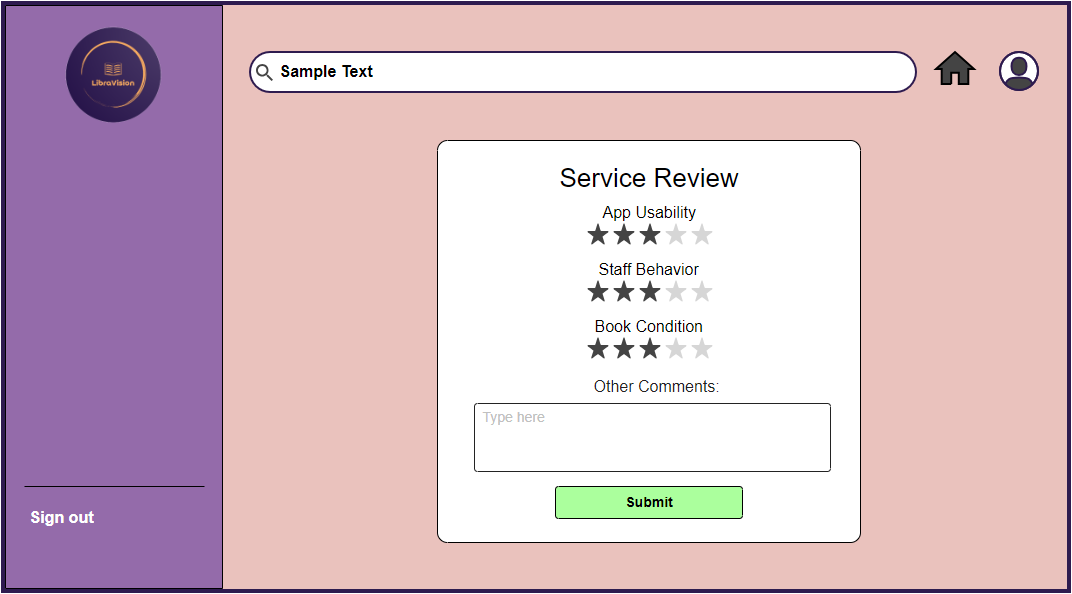 LibraVision
Sample Text
Service Review
App Usability
Staff Behavior
Book Condition
Other Comments:
Type here
Submit
Sign out